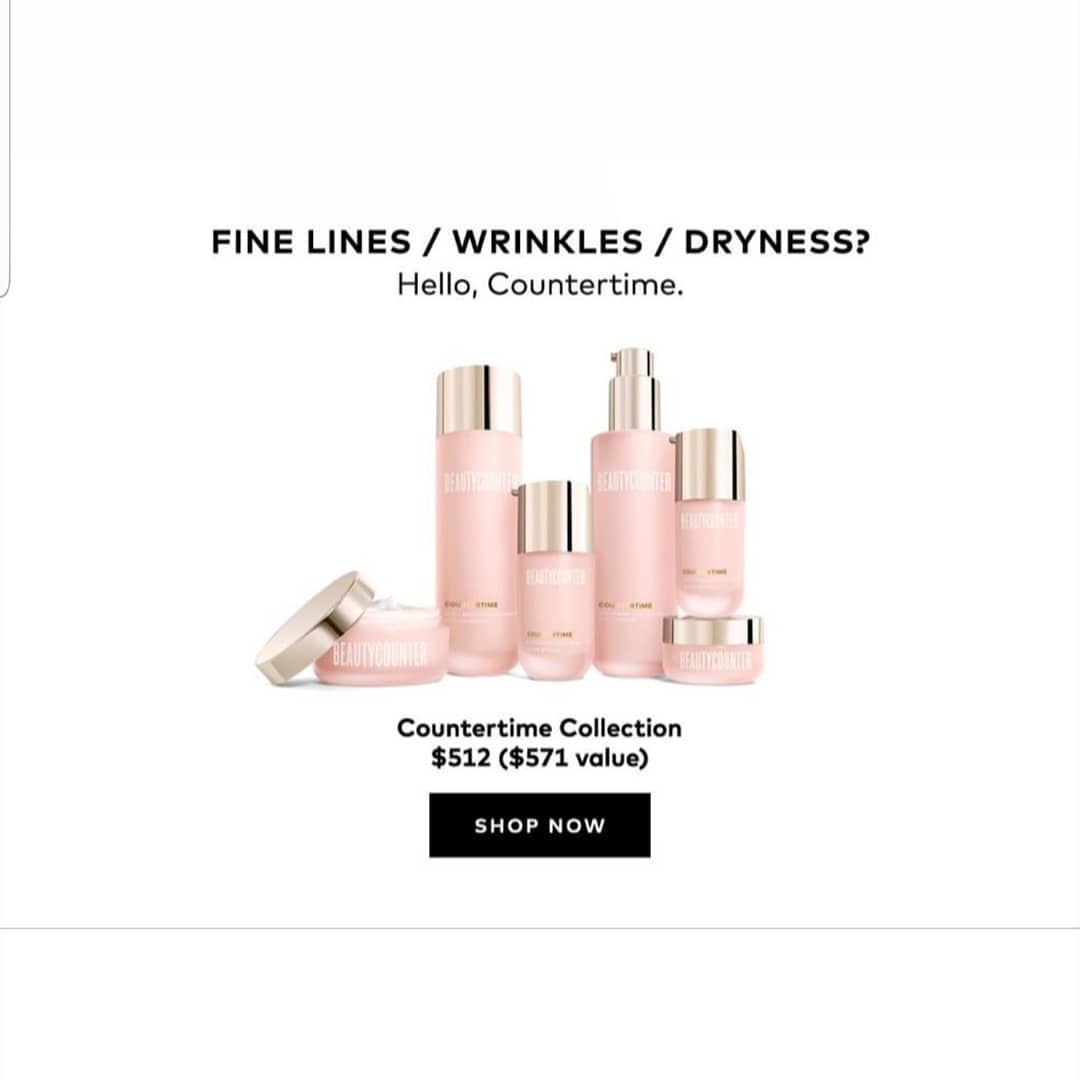 FINE LINES / WRINKLES / DRYNESS?
Hello, Countertime.
BEAUTYCOUNTER
BEAUTYCOUNTER
BEAUTYCOUNTER
BEAUTYCOUNTER
BEAUTYCOUNTER
BEAUTYCOUNTER
COUNTERTIME
COUNTERTIME
COUNTERTIME
COUNTERTIME
Countertime Collection
$512 ($571 value)
SHOP NOW